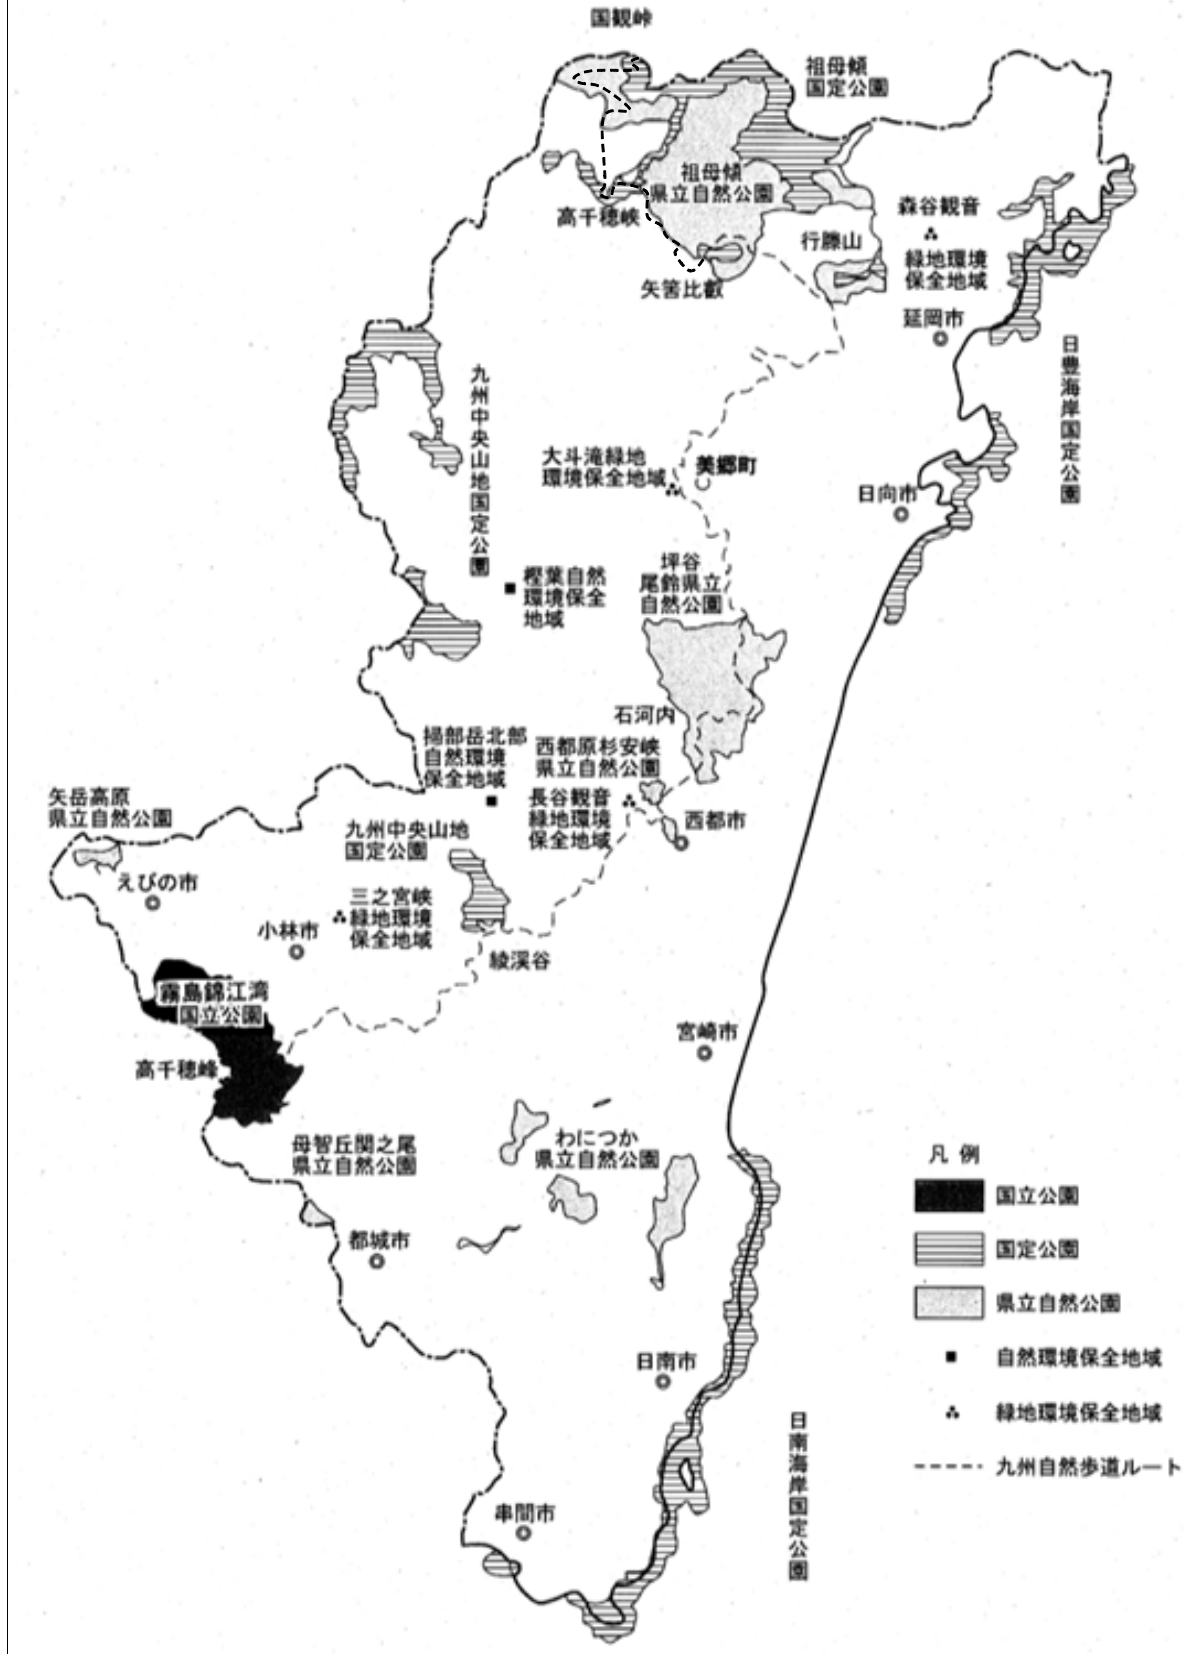 国観峠
祖母傾
国定公園
祖母傾
県立自然公園
高千穂峡
森谷観音
緑地環境
保全地域
行縢山
矢筈比叡
延岡市
日豊海岸国定公園
九州中央山地国定公園
大斗滝緑地
環境保全地域
美郷町
日向市
坪谷
尾鈴県立
自然公園
樫葉自然
環境保全
地域
石河内
掃部岳北部
自然環境
保全地域
西都原杉安峡
県立自然公園
矢岳高原
県立自然公園
長谷観音
緑地環境
保全地域
西都市
九州中央山地
国定公園
えびの市
三之宮峡
緑地環境
保全地域
小林市
綾渓谷
霧島錦江湾
国立公園
宮崎市
高千穂峰
母智丘関之尾
県立自然公園
わにつか
県立自然公園
都城市
日南市
日南海岸国定公園
串間市
凡例
国立公園
国定公園
県立自然公園
自然環境保全地域
緑地環境保全地域
九州自然歩道ルート